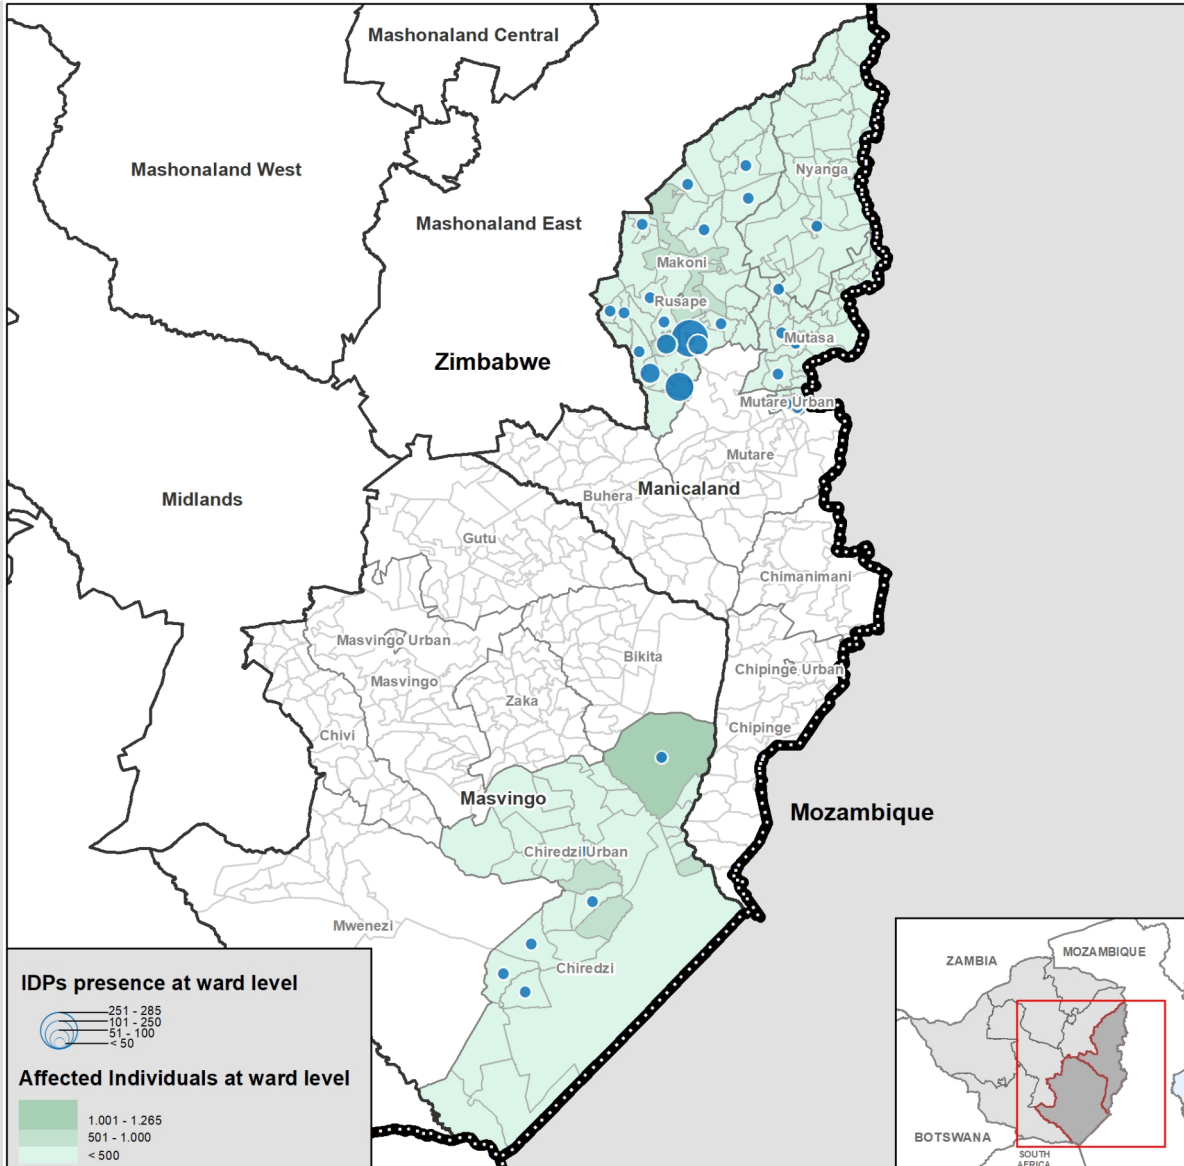 Mashonaland Central
Mashonaland West
Nyanga
Mashonaland East
Makoni
Rusape
Mutasa
Zimbabwe
Mutare Urban
Mutare
Manicaland
Buhera
Midlands
Gutu
Chimanimani
Masvingo Urban
Bikita
Chipinge Urban
Masvingo
Zaka
Chipinge
Chivi
Masvingo
Mozambique
Chiredzi Urban
Mwenezi
Chiredzi
IDPs presence at ward level
251 - 285
101 - 250
51 - 100
< 50
Affected Individuals at ward level
1.001 - 1.265
501 - 1.000
< 500
MOZAMBIQUE
ZAMBIA
BOTSWANA
SOUTH
AFRICA